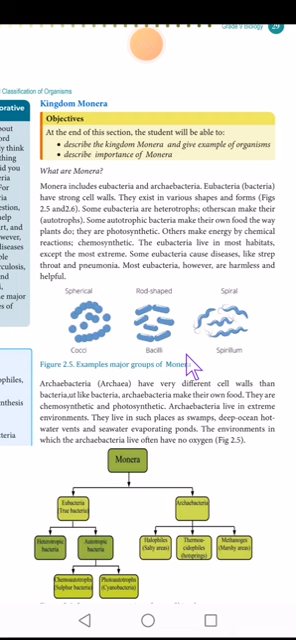 Grade 9 Biology
29
Classification of Organisms
Kingdom Monera
Objectives
At the end of this section, the student will be able to:
• describe the kingdom Monera and give example of organisms
• describe importance of Monera
What are Monera?
Monera includes eubacteria and archaebacteria. Eubacteria (bacteria)
have strong cell walls. They exist in various shapes and forms (Figs
2.5 and2.6). Some eubacteria are heterotrophs; otherscan make their
(autotrophs). Some autotrophic bacteria make their own food the way
plants do; they are photosynthetic. Others make energy by chemical
reactions; chemosynthetic. The eubacteria live in most habitats,
except the most extreme. Some eubacteria cause diseases, like strep
throat and pneumonia. Most eubacteria, however, are harmless and
helpful.
Spherical Rod-shaped Spiral
Cocci Bacilli Spirillum
Figure 2.5. Examples major groups of Monera
Archaebacteria (Archaea) have very different cell walls than
bacteria,ut like bacteria, archaebacteria make their own food. They are
chemosynthetic and photosynthetic. Archaebacteria live in extreme
environments. They live in such places as swamps, deep-ocean hot-
water vents and seawater evaporating ponds. The environments in
which the archaebacteria live often have no oxygen (Fig 2.5).
Monera
Eubacteria
(True bacteria)
Archaebacteria
Heterotropic
bacteria
Autotropic
bacteria
Halophiles
(Salty areas)
Thermoa-
cidophiles
(hotsprings)
Methanogens
(Marshy areas)
Chemoautotrophs
(Sulphur bacteria)
Photoautotrophs
(Cyanobacteria)